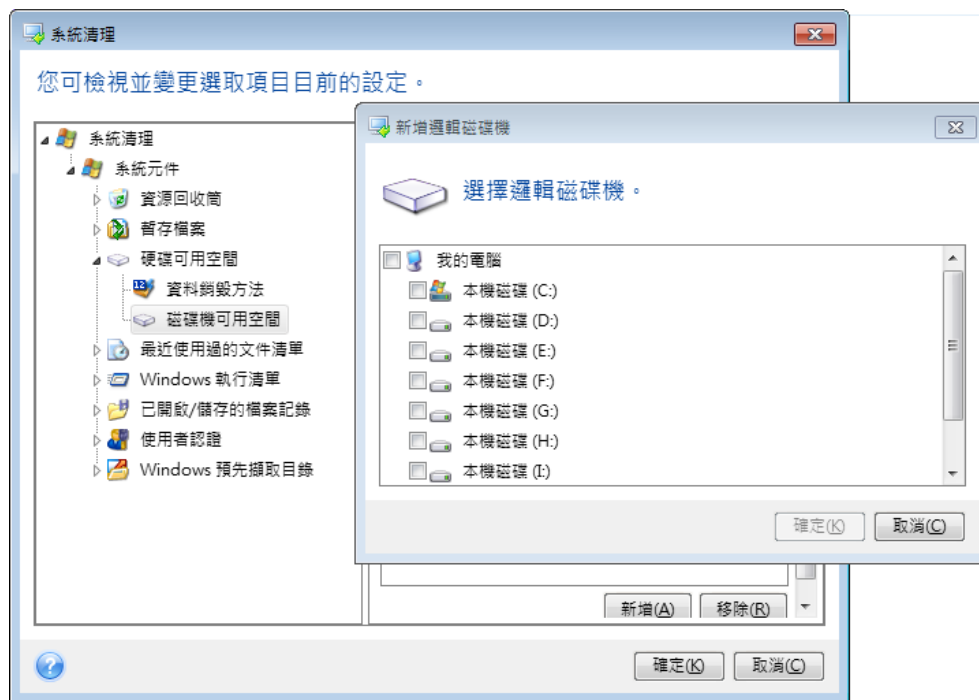 系統清理
您可檢視並變更選取項目目前的設定。
系統清理
系統元件
資源回收筒
暫存檔案
硬碟可用空間
資料銷毀方法
磁碟機可用空間
最近使用過的文件清單
Windows 執行清單
已開啟/儲存的檔案記錄
使用者認證
Windows 預先擷取目錄
新增邏輯磁碟機
選擇邏輯磁碟機。
我的電腦
本機磁碟 (C:)
本機磁碟 (D:)
本機磁碟 (E:)
本機磁碟 (F:)
本機磁碟 (G:)
本機磁碟 (H:)
本機磁碟 (I:)
確定(K)
取消(C)
新增(A)
移除(R)
確定(K)
取消(C)